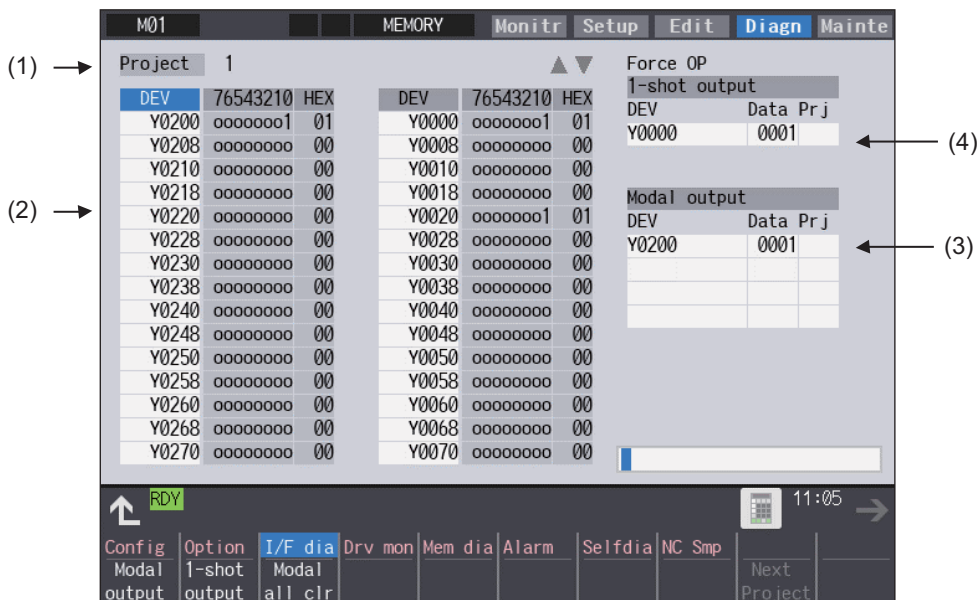 M01 MEMORY Monitr Setup Edit Diagn Mainte
(1) Project 1 ▲ ▼ Force OP
1-shot output
DEV 76543210 HEX DEV 76543210 HEX DEV Data Prj
Y0200 ooooooo1 01 Y0000 ooooooo1 01 Y0000 0001
Y0208 oooooooo 00 Y0008 oooooooo 00 (4)
Y0210 oooooooo 00 Y0010 oooooooo 00
Y0218 oooooooo 00 Y0018 oooooooo 00 Modal output
(2) Y0220 oooooooo 00 Y0020 ooooooo1 01 DEV Data Prj
Y0228 oooooooo 00 Y0028 oooooooo 00 Y0200 0001 (3)
Y0230 oooooooo 00 Y0030 oooooooo 00
Y0238 oooooooo 00 Y0038 oooooooo 00
Y0240 oooooooo 00 Y0040 oooooooo 00
Y0248 oooooooo 00 Y0048 oooooooo 00
Y0250 oooooooo 00 Y0050 oooooooo 00
Y0258 oooooooo 00 Y0058 oooooooo 00
Y0260 oooooooo 00 Y0060 oooooooo 00
Y0268 oooooooo 00 Y0068 oooooooo 00
Y0270 oooooooo 00 Y0070 oooooooo 00
RDY 11:05
Config Option I/F dia Drv mon Mem dia Alarm Selfdia NC Smp
Modal 1-shot Modal Next
output output all clr Project